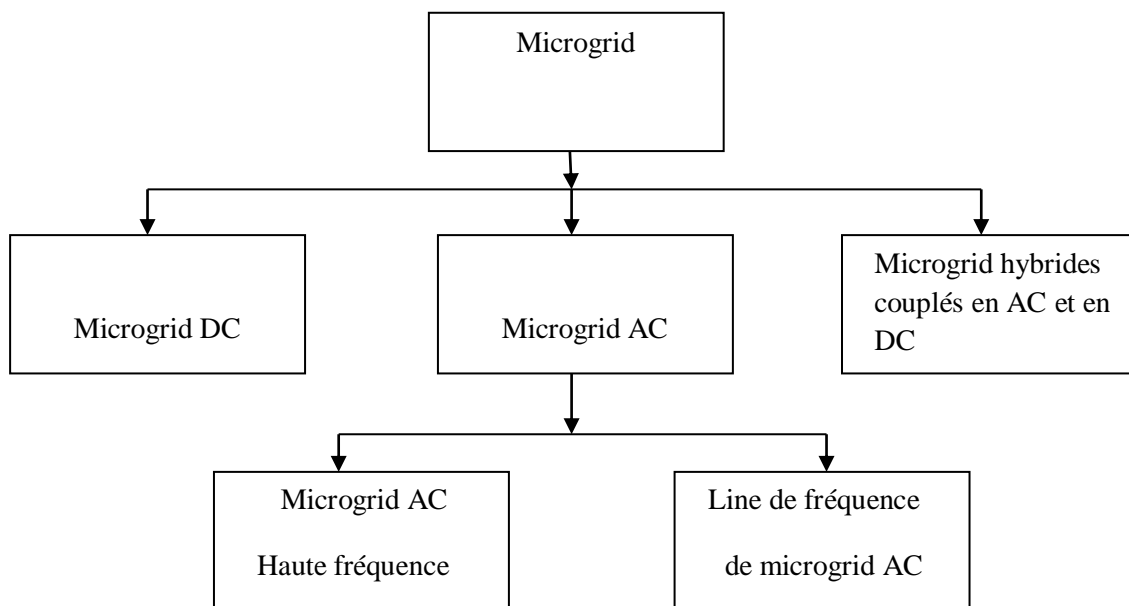 Microgrid
Microgrid DC
Microgrid AC
Microgrid hybrides
couplés en AC et en
DC
Microgrid AC
Haute fréquence
Line de fréquence
de microgrid AC